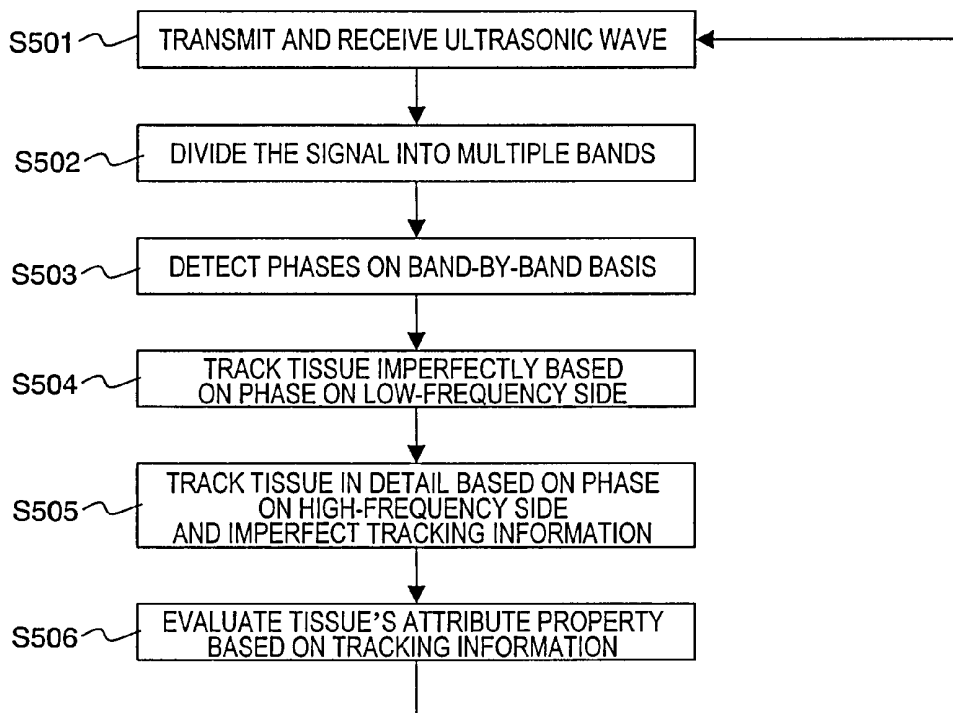 S501
TRANSMIT AND RECEIVE ULTRASONIC WAVE
S502
DIVIDE THE SIGNAL INTO MULTIPLE BANDS
S503
DETECT PHASES ON BAND-BY-BAND BASIS
S504
TRACK TISSUE IMPERFECTLY BASED
ON PHASE ON LOW-FREQUENCY SIDE
S505
TRACK TISSUE IN DETAIL BASED ON PHASE
ON HIGH-FREQUENCY SIDE
AND IMPERFECT TRACKING INFORMATION
S506
EVALUATE TISSUE'S ATTRIBUTE PROPERTY
BASED ON TRACKING INFORMATION